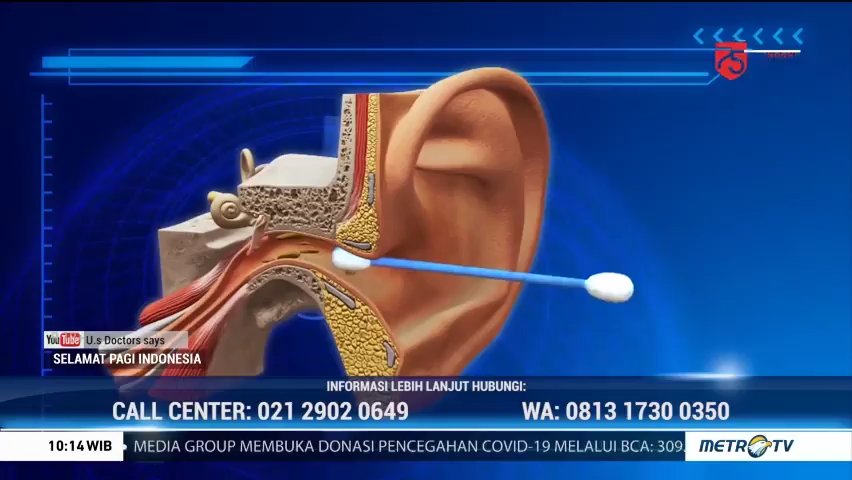 75
YouTube U.s Doctors says
SELAMAT PAGI INDONESIA
INFORMASI LEBIH LANJUT HUBUNGI:
CALL CENTER: 021 2902 0649 WA: 0813 1730 0350
10:14 WIB MEDIA GROUP MEMBUKA DONASI PENCEGAHAN COVID-19 MELALUI BCA: 309. METRO TV